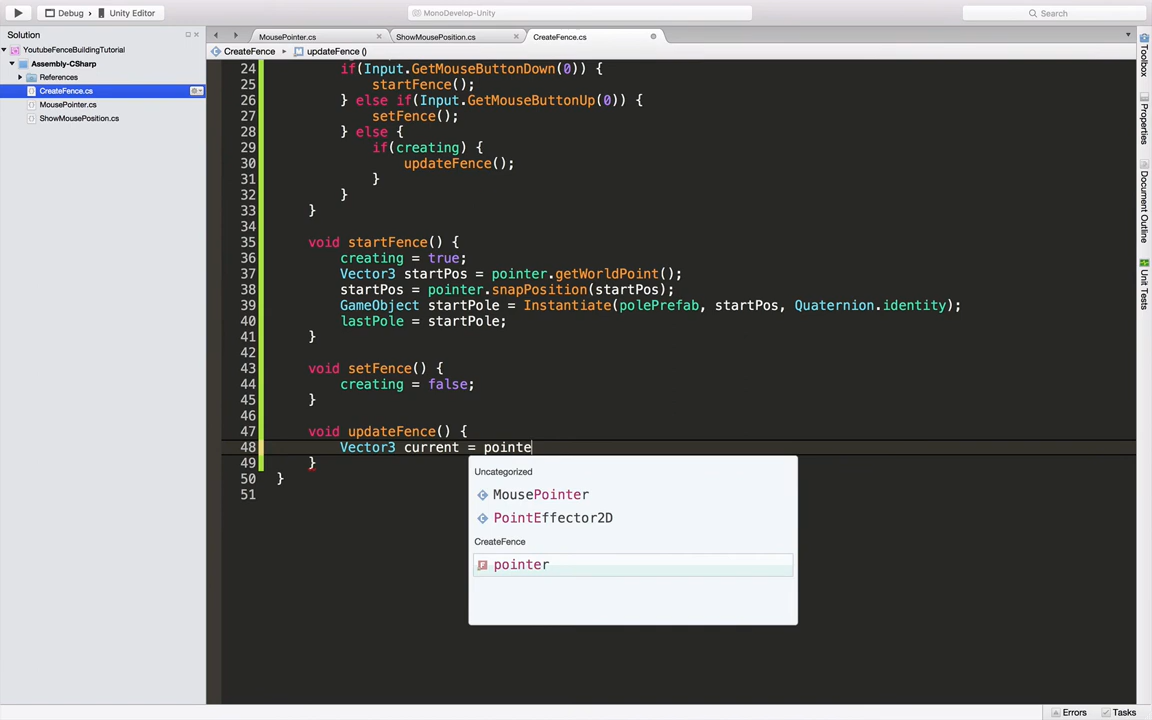 Debug
Unity Editor
MonoDevelop-Unity
Search
Solution
MousePointer.cs
ShowMousePosition.cs
CreateFence.cs
YoutubeFenceBuildingTutorial
CreateFence
updateFence ()
Assembly-CSharp
References
CreateFence.cs
MousePointer.cs
ShowMousePosition.cs
24 if(Input.GetMouseButtonDown(0)) {
25 startFence();
26 } else if(Input.GetMouseButtonUp(0)) {
27 setFence();
28 } else {
29 if(creating) {
30 updateFence();
31 }
32 }
33 }
34
35 void startFence() {
36 creating = true;
37 Vector3 startPos = pointer.getWorldPoint();
38 startPos = pointer.snapPosition(startPos);
39 GameObject startPole = Instantiate(polePrefab, startPos, Quaternion.identity);
40 lastPole = startPole;
41 }
42
43 void setFence() {
44 creating = false;
45 }
46
47 void updateFence() {
48 Vector3 current = pointe
49 }
50 }
51
Uncategorized
MousePointer
PointEffector2D
CreateFence
pointer
Toolbox
Properties
Document Outline
Unit Tests
Errors
Tasks